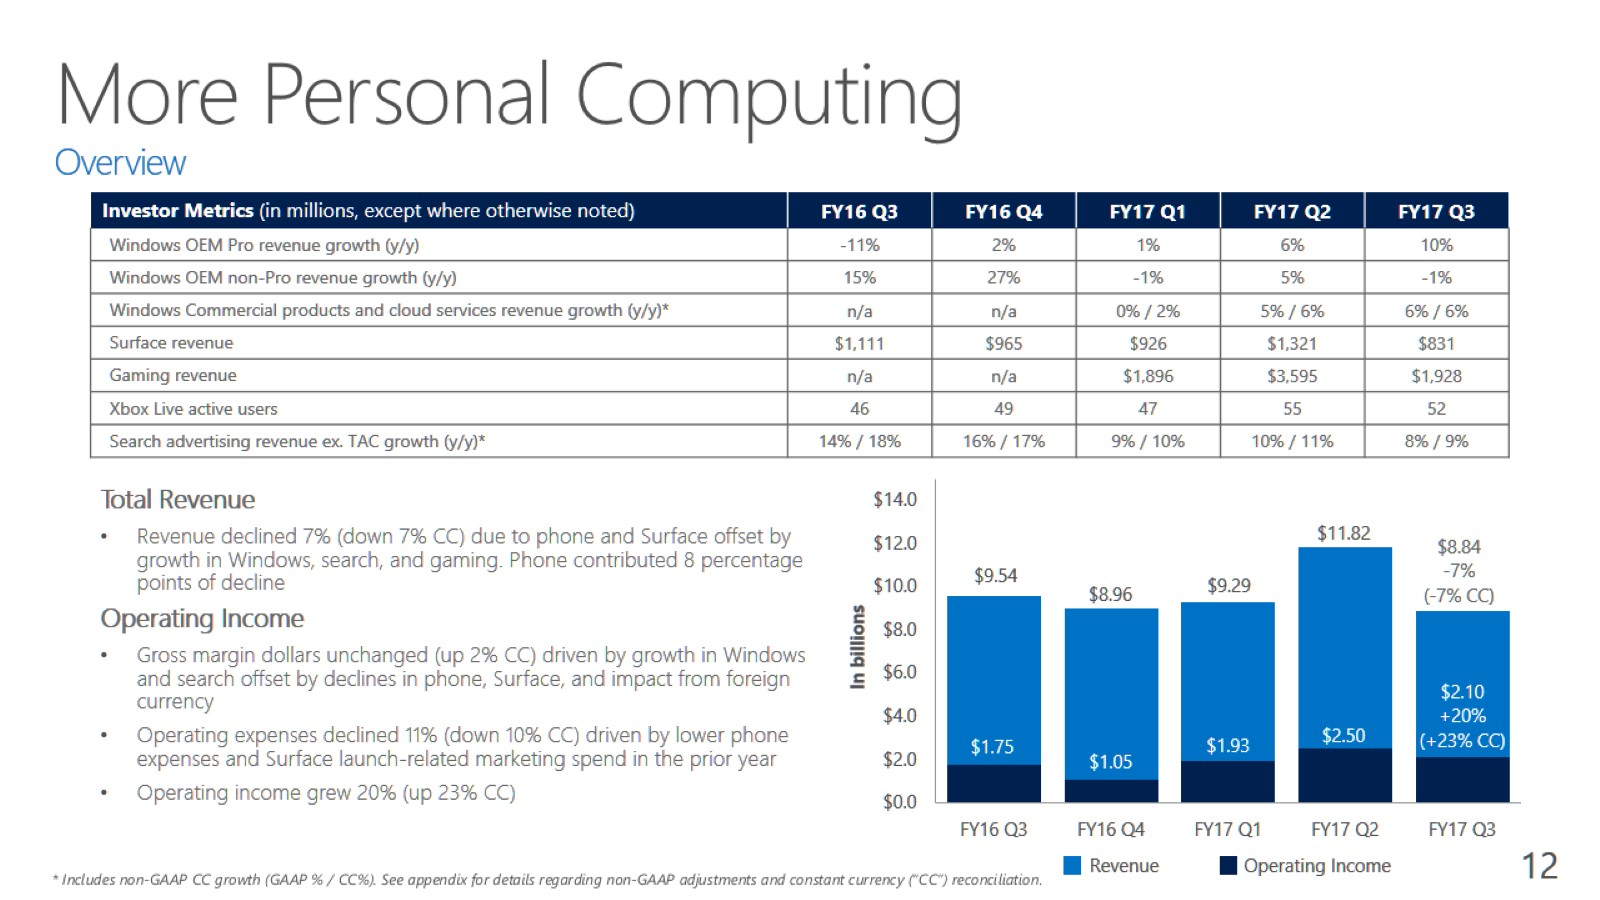 More Personal Computing
Overview
Investor Metrics (in millions, except where otherwise noted) FY16 Q3 FY16 Q4 FY17 Q1 FY17 Q2 FY17 Q3
Windows OEM Pro revenue growth (y/y) -11% 2% 1% 6% 10%
Windows OEM non-Pro revenue growth (y/y) 15% 27% -1% 5% -1%
Windows Commercial products and cloud services revenue growth (y/y)* n/a n/a 0% / 2% 5% / 6% 6% / 6%
Surface revenue $1,111 $965 $926 $1,321 $831
Gaming revenue n/a n/a $1,896 $3,595 $1,928
Xbox Live active users 46 49 47 55 52
Search advertising revenue ex. TAC growth (y/y)* 14% / 18% 16% / 17% 9% / 10% 10% / 11% 8% / 9%
Total Revenue
• Revenue declined 7% (down 7% CC) due to phone and Surface offset by
growth in Windows, search, and gaming. Phone contributed 8 percentage
points of decline
Operating Income
• Gross margin dollars unchanged (up 2% CC) driven by growth in Windows
and search offset by declines in phone, Surface, and impact from foreign
currency
• Operating expenses declined 11% (down 10% CC) driven by lower phone
expenses and Surface launch-related marketing spend in the prior year
• Operating income grew 20% (up 23% CC)
In billions
$14.0
$12.0
$10.0
$8.0
$6.0
$4.0
$2.0
$0.0
$9.54
$8.96
$9.29
$11.82
$8.84
-7%
(-7% CC)
$1.75
$1.05
$1.93
$2.50
$2.10
+20%
(+23% CC)
FY16 Q3 FY16 Q4 FY17 Q1 FY17 Q2 FY17 Q3
Revenue Operating Income
* Includes non-GAAP CC growth (GAAP % / CC%). See appendix for details regarding non-GAAP adjustments and constant currency ("CC") reconciliation.
12